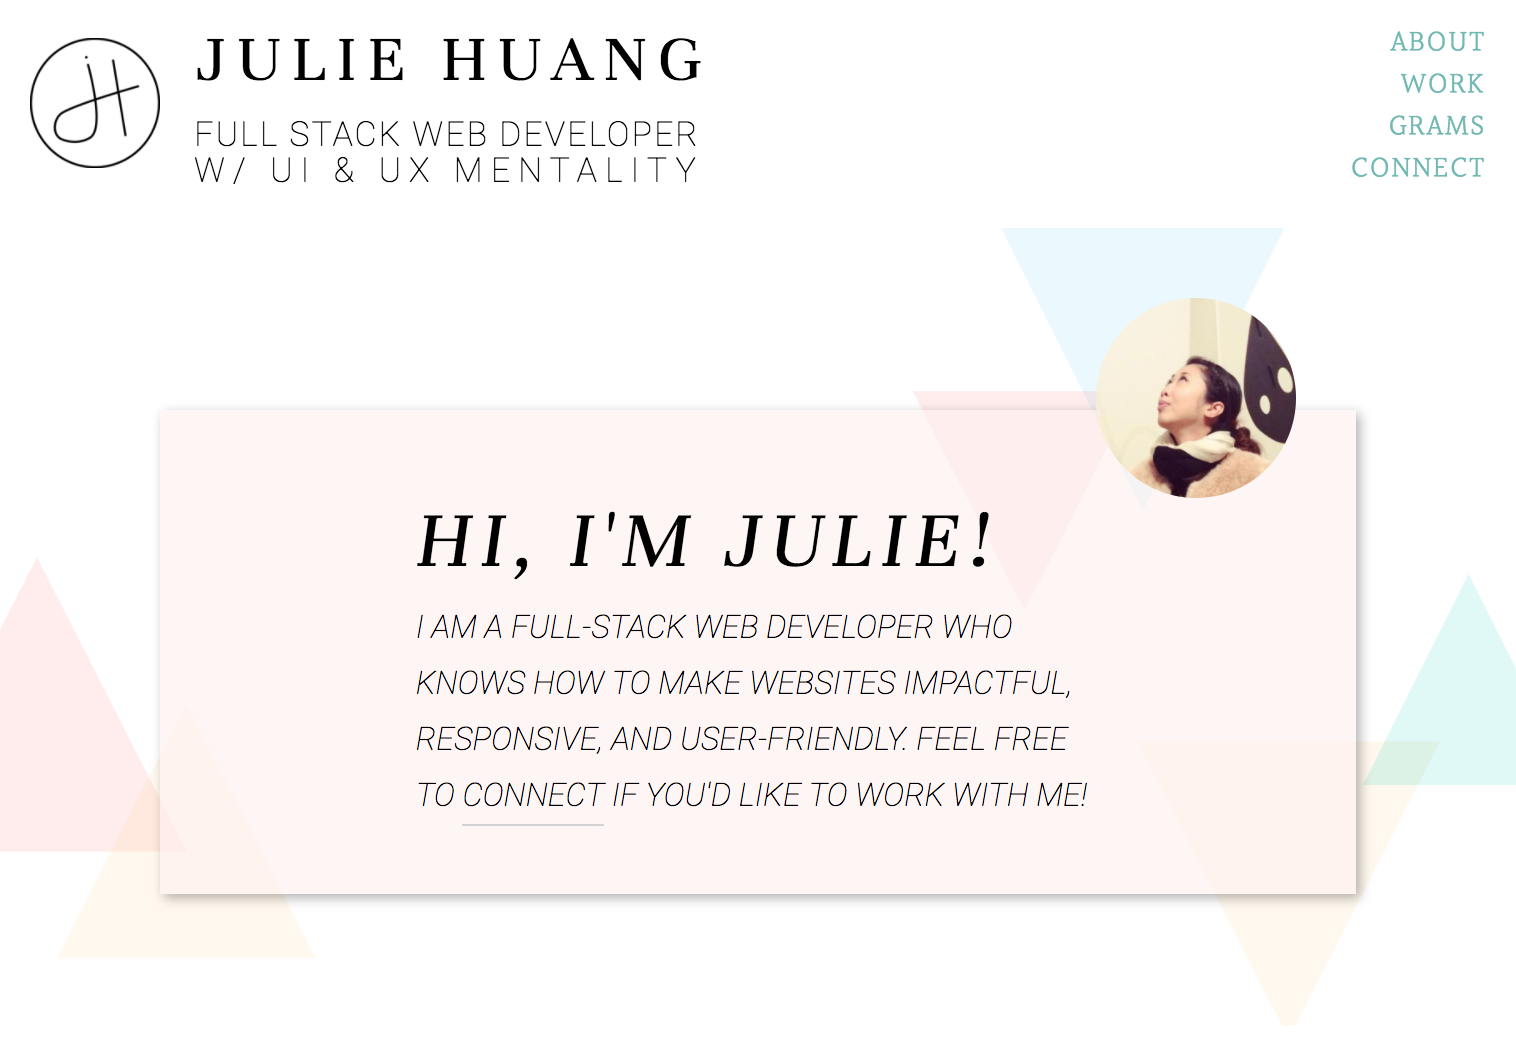 JH
JULIE HUANG
FULL STACK WEB DEVELOPER
W/ UI & UX MENTALITY
ABOUT
WORK
GRAMS
CONNECT
HI, I'M JULIE!
I AM A FULL-STACK WEB DEVELOPER WHO
KNOWS HOW TO MAKE WEBSITES IMPACTFUL,
RESPONSIVE, AND USER-FRIENDLY. FEEL FREE
TO CONNECT IF YOU'D LIKE TO WORK WITH ME!